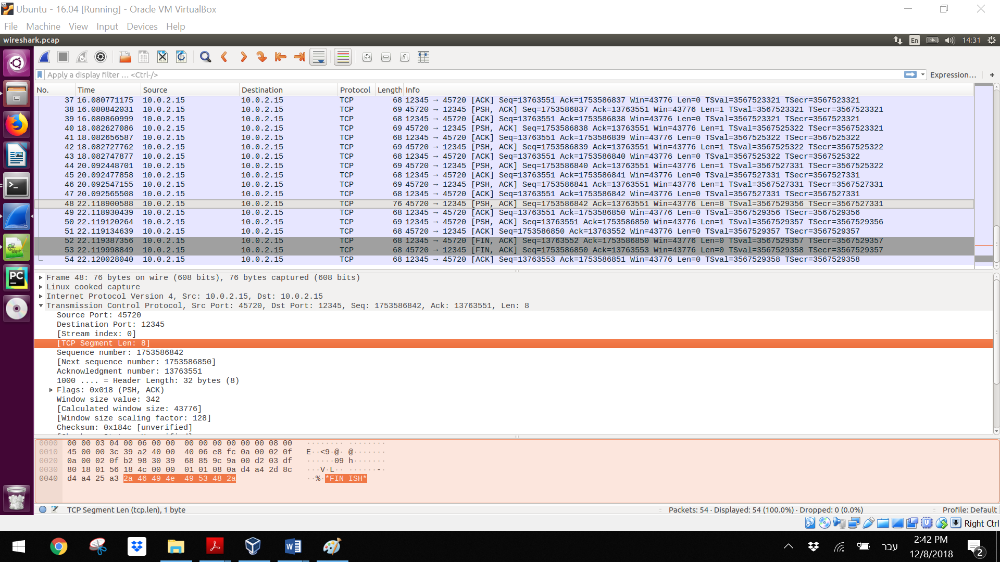 Ubuntu - 16.04 [Running] - Oracle VM VirtualBox
File Machine View Input Devices Help
wireshark.pcap En 14:31
Apply a display filter … <Ctrl-/> Expression… +
No. Time Source Destination Protocol Length Info
37 16.080771175 10.0.2.15 10.0.2.15 TCP 68 12345 → 45720 [ACK] Seq=13763551 Ack=1753586837 Win=43776 Len=0 TSval=3567523321 TSecr=3567523321
38 16.080842031 10.0.2.15 10.0.2.15 TCP 69 45720 → 12345 [PSH, ACK] Seq=1753586837 Ack=13763551 Win=43776 Len=1 TSval=3567523321 TSecr=3567523321
39 16.080860999 10.0.2.15 10.0.2.15 TCP 68 12345 → 45720 [ACK] Seq=13763551 Ack=1753586838 Win=43776 Len=0 TSval=3567523321 TSecr=3567523321
40 18.082627086 10.0.2.15 10.0.2.15 TCP 69 45720 → 12345 [PSH, ACK] Seq=1753586838 Ack=13763551 Win=43776 Len=1 TSval=3567525322 TSecr=3567523321
41 18.082656587 10.0.2.15 10.0.2.15 TCP 68 12345 → 45720 [ACK] Seq=13763551 Ack=1753586839 Win=43776 Len=0 TSval=3567525322 TSecr=3567525322
42 18.082727762 10.0.2.15 10.0.2.15 TCP 69 45720 → 12345 [PSH, ACK] Seq=1753586839 Ack=13763551 Win=43776 Len=1 TSval=3567525322 TSecr=3567525322
43 18.082747877 10.0.2.15 10.0.2.15 TCP 68 12345 → 45720 [ACK] Seq=13763551 Ack=1753586840 Win=43776 Len=0 TSval=3567525322 TSecr=3567525322
44 20.092448701 10.0.2.15 10.0.2.15 TCP 69 45720 → 12345 [PSH, ACK] Seq=1753586840 Ack=13763551 Win=43776 Len=1 TSval=3567527331 TSecr=3567525322
45 20.092477858 10.0.2.15 10.0.2.15 TCP 68 12345 → 45720 [ACK] Seq=13763551 Ack=1753586841 Win=43776 Len=0 TSval=3567527331 TSecr=3567527331
46 20.092547155 10.0.2.15 10.0.2.15 TCP 69 45720 → 12345 [PSH, ACK] Seq=1753586841 Ack=13763551 Win=43776 Len=1 TSval=3567527331 TSecr=3567527331
47 20.092565508 10.0.2.15 10.0.2.15 TCP 68 12345 → 45720 [ACK] Seq=13763551 Ack=1753586842 Win=43776 Len=0 TSval=3567527331 TSecr=3567527331
48 22.118900588 10.0.2.15 10.0.2.15 TCP 76 45720 → 12345 [PSH, ACK] Seq=1753586842 Ack=13763551 Win=43776 Len=8 TSval=3567529356 TSecr=3567527331
49 22.118930439 10.0.2.15 10.0.2.15 TCP 68 12345 → 45720 [ACK] Seq=13763551 Ack=1753586850 Win=43776 Len=0 TSval=3567529356 TSecr=3567529356
50 22.119120264 10.0.2.15 10.0.2.15 TCP 69 12345 → 45720 [PSH, ACK] Seq=13763551 Ack=1753586850 Win=43776 Len=1 TSval=3567529357 TSecr=3567529356
51 22.119134639 10.0.2.15 10.0.2.15 TCP 68 45720 → 12345 [ACK] Seq=1753586850 Ack=13763552 Win=43776 Len=0 TSval=3567529357 TSecr=3567529357
52 22.119387356 10.0.2.15 10.0.2.15 TCP 68 12345 → 45720 [FIN, ACK] Seq=13763552 Ack=1753586850 Win=43776 Len=0 TSval=3567529357 TSecr=3567529357
53 22.119998849 10.0.2.15 10.0.2.15 TCP 68 45720 → 12345 [FIN, ACK] Seq=1753586850 Ack=13763553 Win=43776 Len=0 TSval=3567529358 TSecr=3567529357
54 22.120028040 10.0.2.15 10.0.2.15 TCP 68 12345 → 45720 [ACK] Seq=13763553 Ack=1753586851 Win=43776 Len=0 TSval=3567529358 TSecr=3567529358
Frame 48: 76 bytes on wire (608 bits), 76 bytes captured (608 bits)
Linux cooked capture
Internet Protocol Version 4, Src: 10.0.2.15, Dst: 10.0.2.15
Transmission Control Protocol, Src Port: 45720, Dst Port: 12345, Seq: 1753586842, Ack: 13763551, Len: 8
Source Port: 45720
Destination Port: 12345
[Stream index: 0]
[TCP Segment Len: 8]
Sequence number: 1753586842
[Next sequence number: 1753586850]
Acknowledgment number: 13763551
1000 .... = Header Length: 32 bytes (8)
Flags: 0x018 (PSH, ACK)
Window size value: 342
[Calculated window size: 43776]
[Window size scaling factor: 128]
Checksum: 0x184c [unverified]
0000 00 00 03 04 00 06 00 00 00 00 00 00 00 00 08 00 ········ ········
0010 45 00 00 3c 39 a2 40 00 40 06 e8 fc 0a 00 02 0f E··<9·@· @·······
0020 0a 00 02 0f b2 98 30 39 68 85 9c 9a 00 d2 03 df ······09 h·······
0030 80 18 01 56 18 4c 00 00 01 01 08 0a d4 a4 2d 8c ···V·L·· ······-·
0040 d4 a4 25 a3 2a 46 49 4e 49 53 48 2a ··%·*FIN ISH*
TCP Segment Len (tcp.len), 1 byte Packets: 54 · Displayed: 54 (100.0%) · Dropped: 0 (0.0%) Profile: Default
Right Ctrl
PC
עבר
2:42 PM
12/8/2018
2